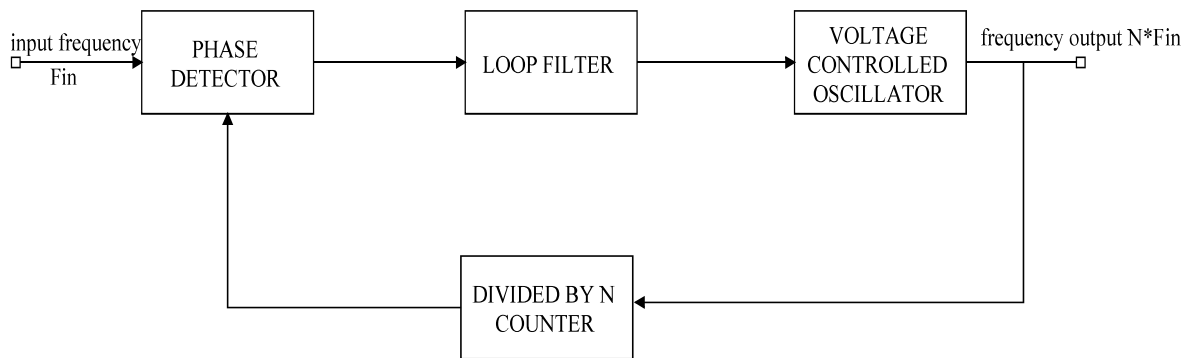 input frequency
Fin
PHASE
DETECTOR
LOOP FILTER
VOLTAGE
CONTROLLED
OSCILLATOR
frequency output N*Fin
DIVIDED BY N
COUNTER